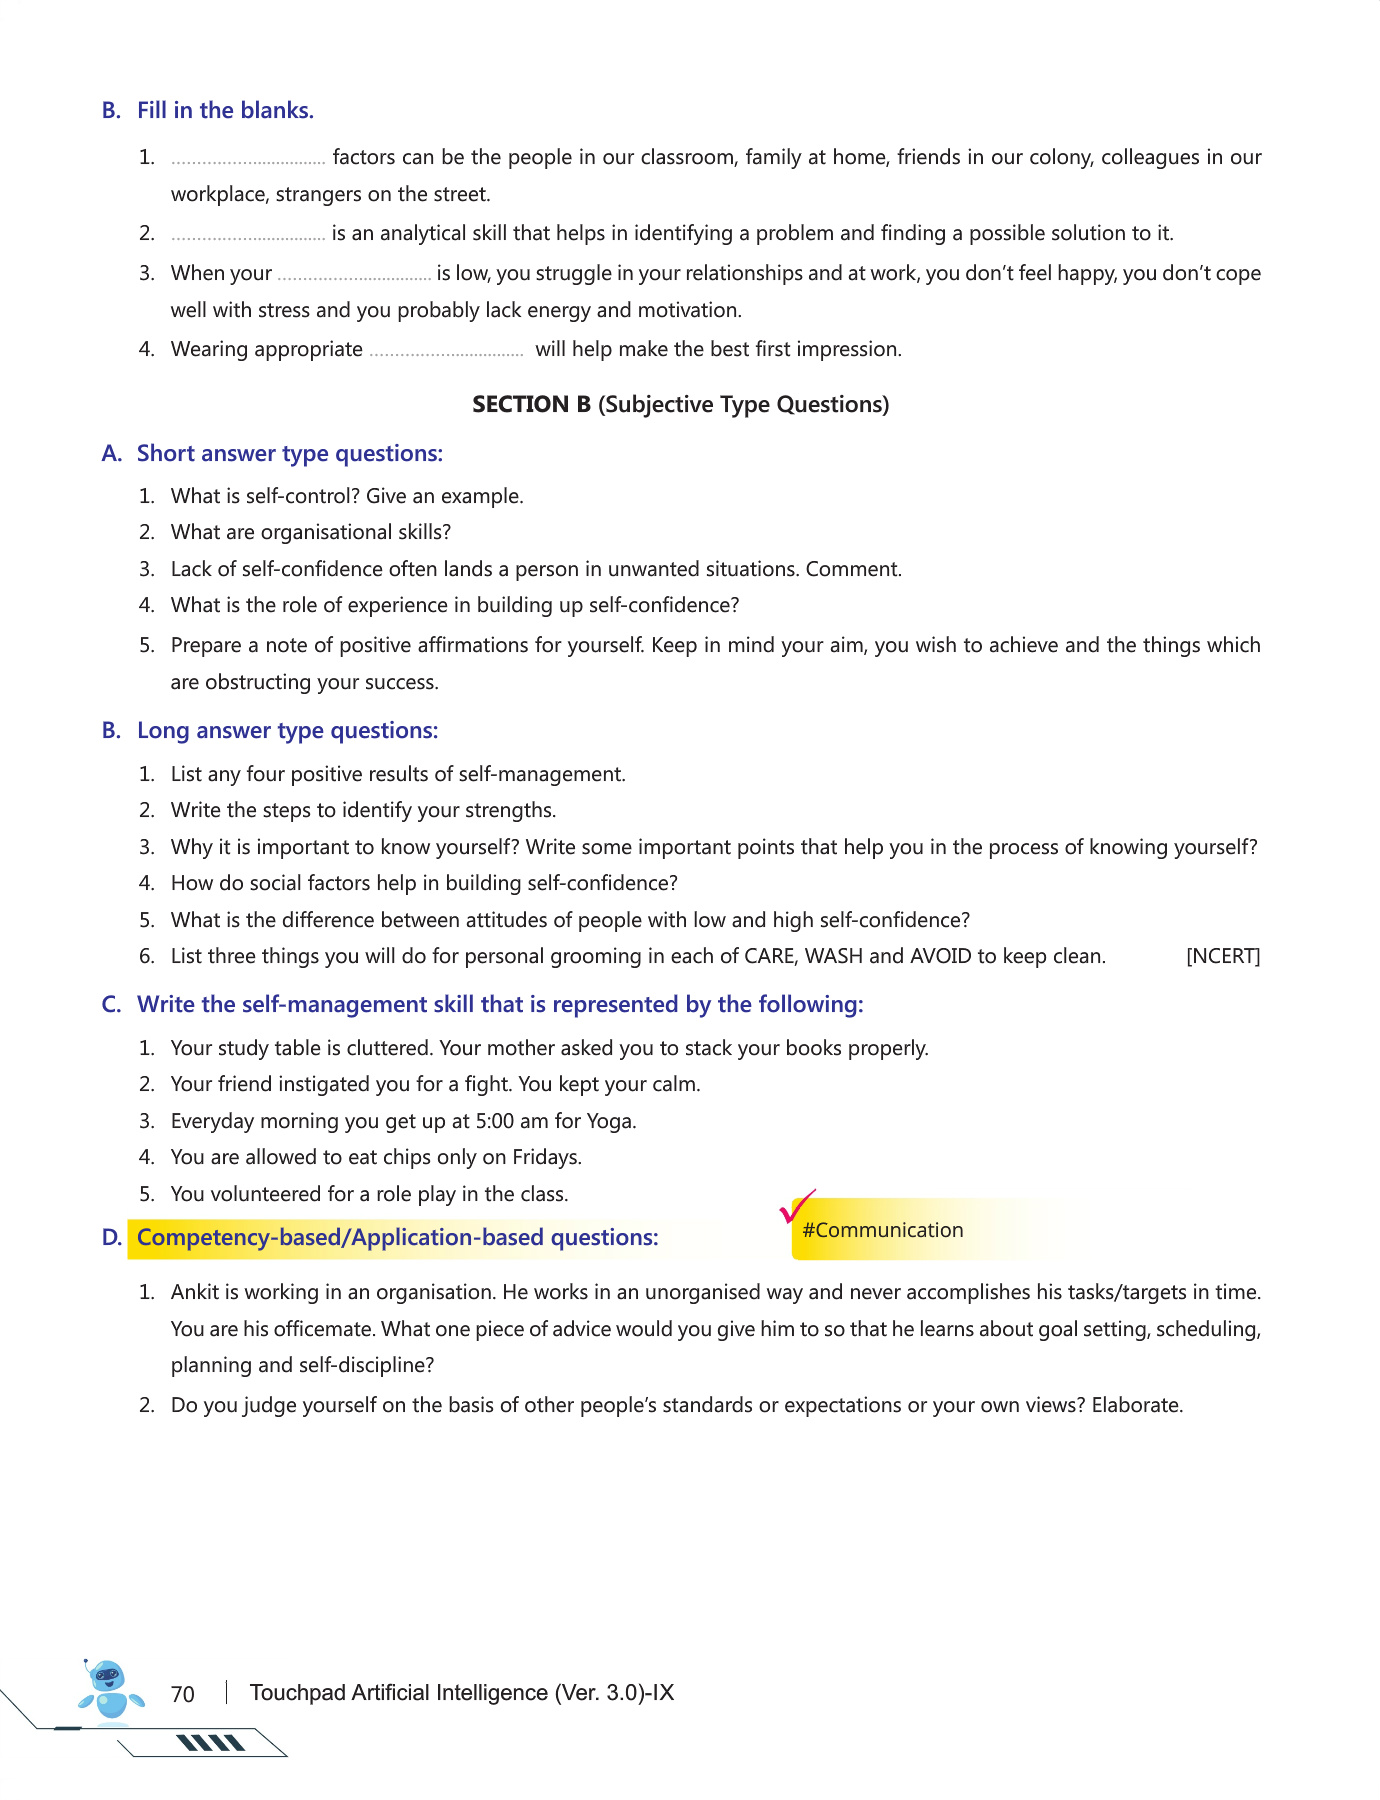 B. Fill in the blanks.
1. ................................ factors can be the people in our classroom, family at home, friends in our colony, colleagues in our
workplace, strangers on the street.
2. ................................ is an analytical skill that helps in identifying a problem and finding a possible solution to it.
3. When your ................................ is low, you struggle in your relationships and at work, you don’t feel happy, you don’t cope
well with stress and you probably lack energy and motivation.
4. Wearing appropriate ................................ will help make the best first impression.
SECTION B (Subjective Type Questions)
A. Short answer type questions:
1. What is self-control? Give an example.
2. What are organisational skills?
3. Lack of self-confidence often lands a person in unwanted situations. Comment.
4. What is the role of experience in building up self-confidence?
5. Prepare a note of positive affirmations for yourself. Keep in mind your aim, you wish to achieve and the things which
are obstructing your success.
B. Long answer type questions:
1. List any four positive results of self-management.
2. Write the steps to identify your strengths.
3. Why it is important to know yourself? Write some important points that help you in the process of knowing yourself?
4. How do social factors help in building self-confidence?
5. What is the difference between attitudes of people with low and high self-confidence?
6. List three things you will do for personal grooming in each of CARE, WASH and AVOID to keep clean. [NCERT]
C. Write the self-management skill that is represented by the following:
1. Your study table is cluttered. Your mother asked you to stack your books properly.
2. Your friend instigated you for a fight. You kept your calm.
3. Everyday morning you get up at 5:00 am for Yoga.
4. You are allowed to eat chips only on Fridays.
5. You volunteered for a role play in the class.
#Communication
D. Competency-based/Application-based questions:
1. Ankit is working in an organisation. He works in an unorganised way and never accomplishes his tasks/targets in time.
You are his officemate. What one piece of advice would you give him to so that he learns about goal setting, scheduling,
planning and self-discipline?
2. Do you judge yourself on the basis of other people’s standards or expectations or your own views? Elaborate.
70 | Touchpad Artificial Intelligence (Ver. 3.0)-IX